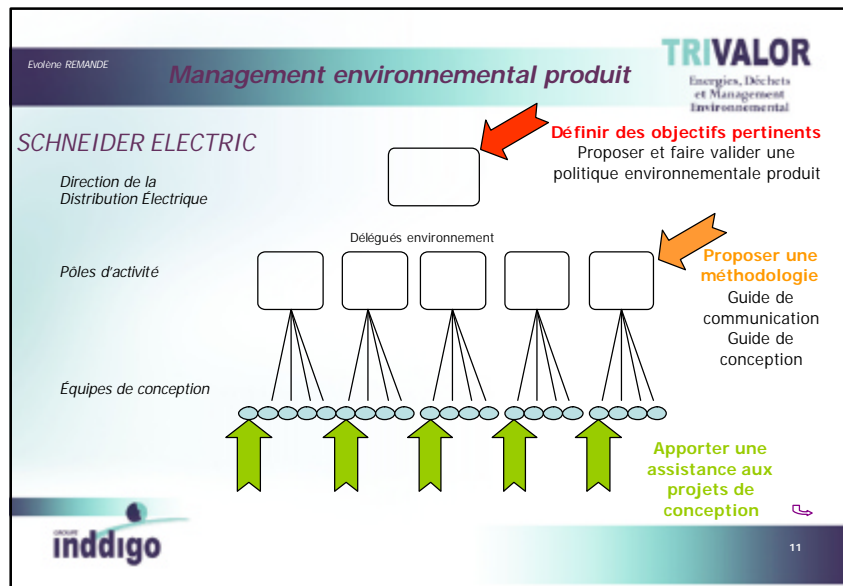 Evolène REMANDE
Management environnemental produit
TRIVALOR
Energies, Déchets
et Management
Environnemental
SCHNEIDER ELECTRIC
Définir des objectifs pertinents
Proposer et faire valider une
politique environnementale produit
Direction de la
Distribution Électrique
Délégués environnement
Pôles d'activité
Proposer une
méthodologie
Guide de
communication
Guide de
conception
Équipes de conception
Apporter une
assistance aux
projets de
conception
GROUPE
inddigo
11